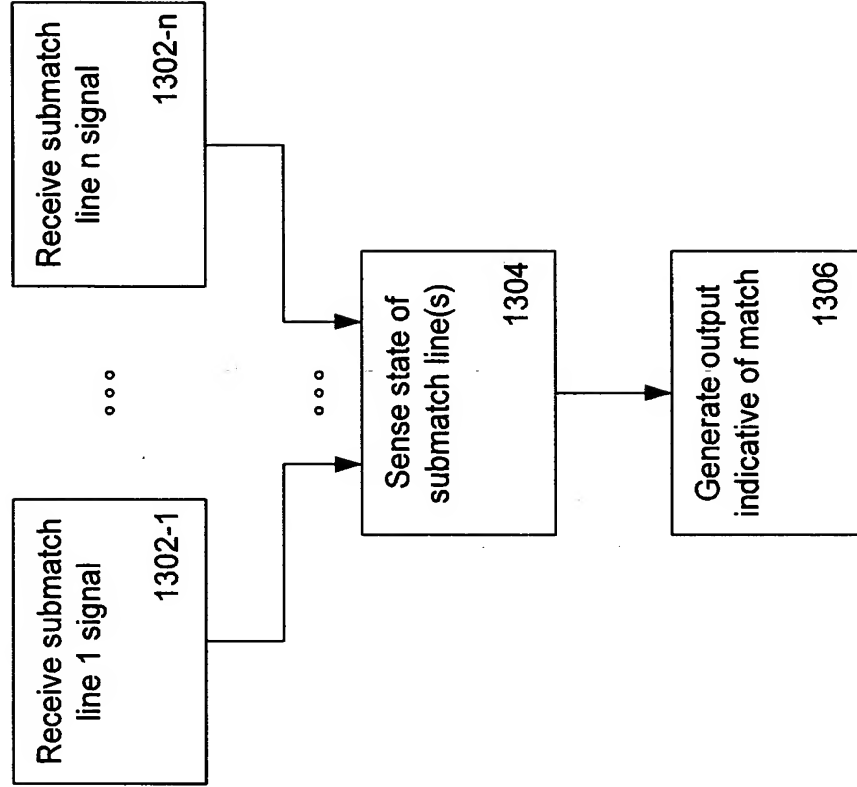 Receive submatch
line 1 signal
1302-1
Receive submatch
line n signal
1302-n
Sense state of
submatch line(s)
1304
Generate output
indicative of match
1306